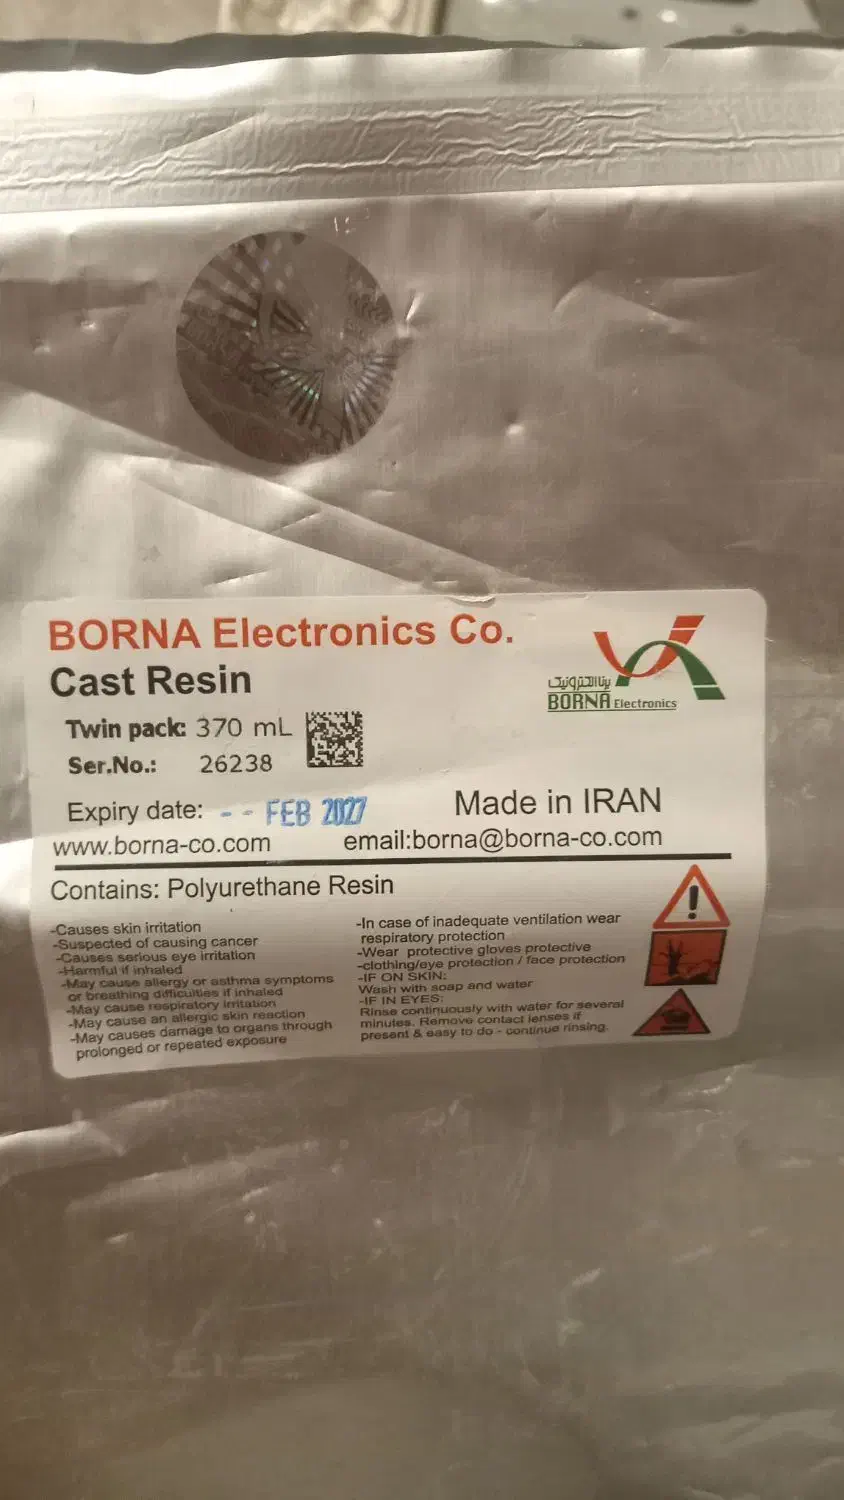 BORNA Electronics Co.
Cast Resin
برنا الکترونیک
BORNA Electronics
Twin pack: 370 mL
Ser.No.: 26238
Expiry date: - - FEB 2027
Made in IRAN
www.borna-co.com
email:borna@borna-co.com
Contains: Polyurethane Resin
-Causes skin irritation
-Suspected of causing cancer
-Causes serious eye irritation
-Harmful if inhaled
-May cause allergy or asthma symptoms
or breathing difficulties if inhaled
-May cause respiratory irritation
-May cause an allergic skin reaction
-May causes damage to organs through
prolonged or repeated exposure
-In case of inadequate ventilation wear
respiratory protection
-Wear protective gloves protective
-clothing/eye protection / face protection
-IF ON SKIN:
Wash with soap and water
-IF IN EYES:
Rinse continuously with water for several
minutes. Remove contact lenses if
present & easy to do - continue rinsing.